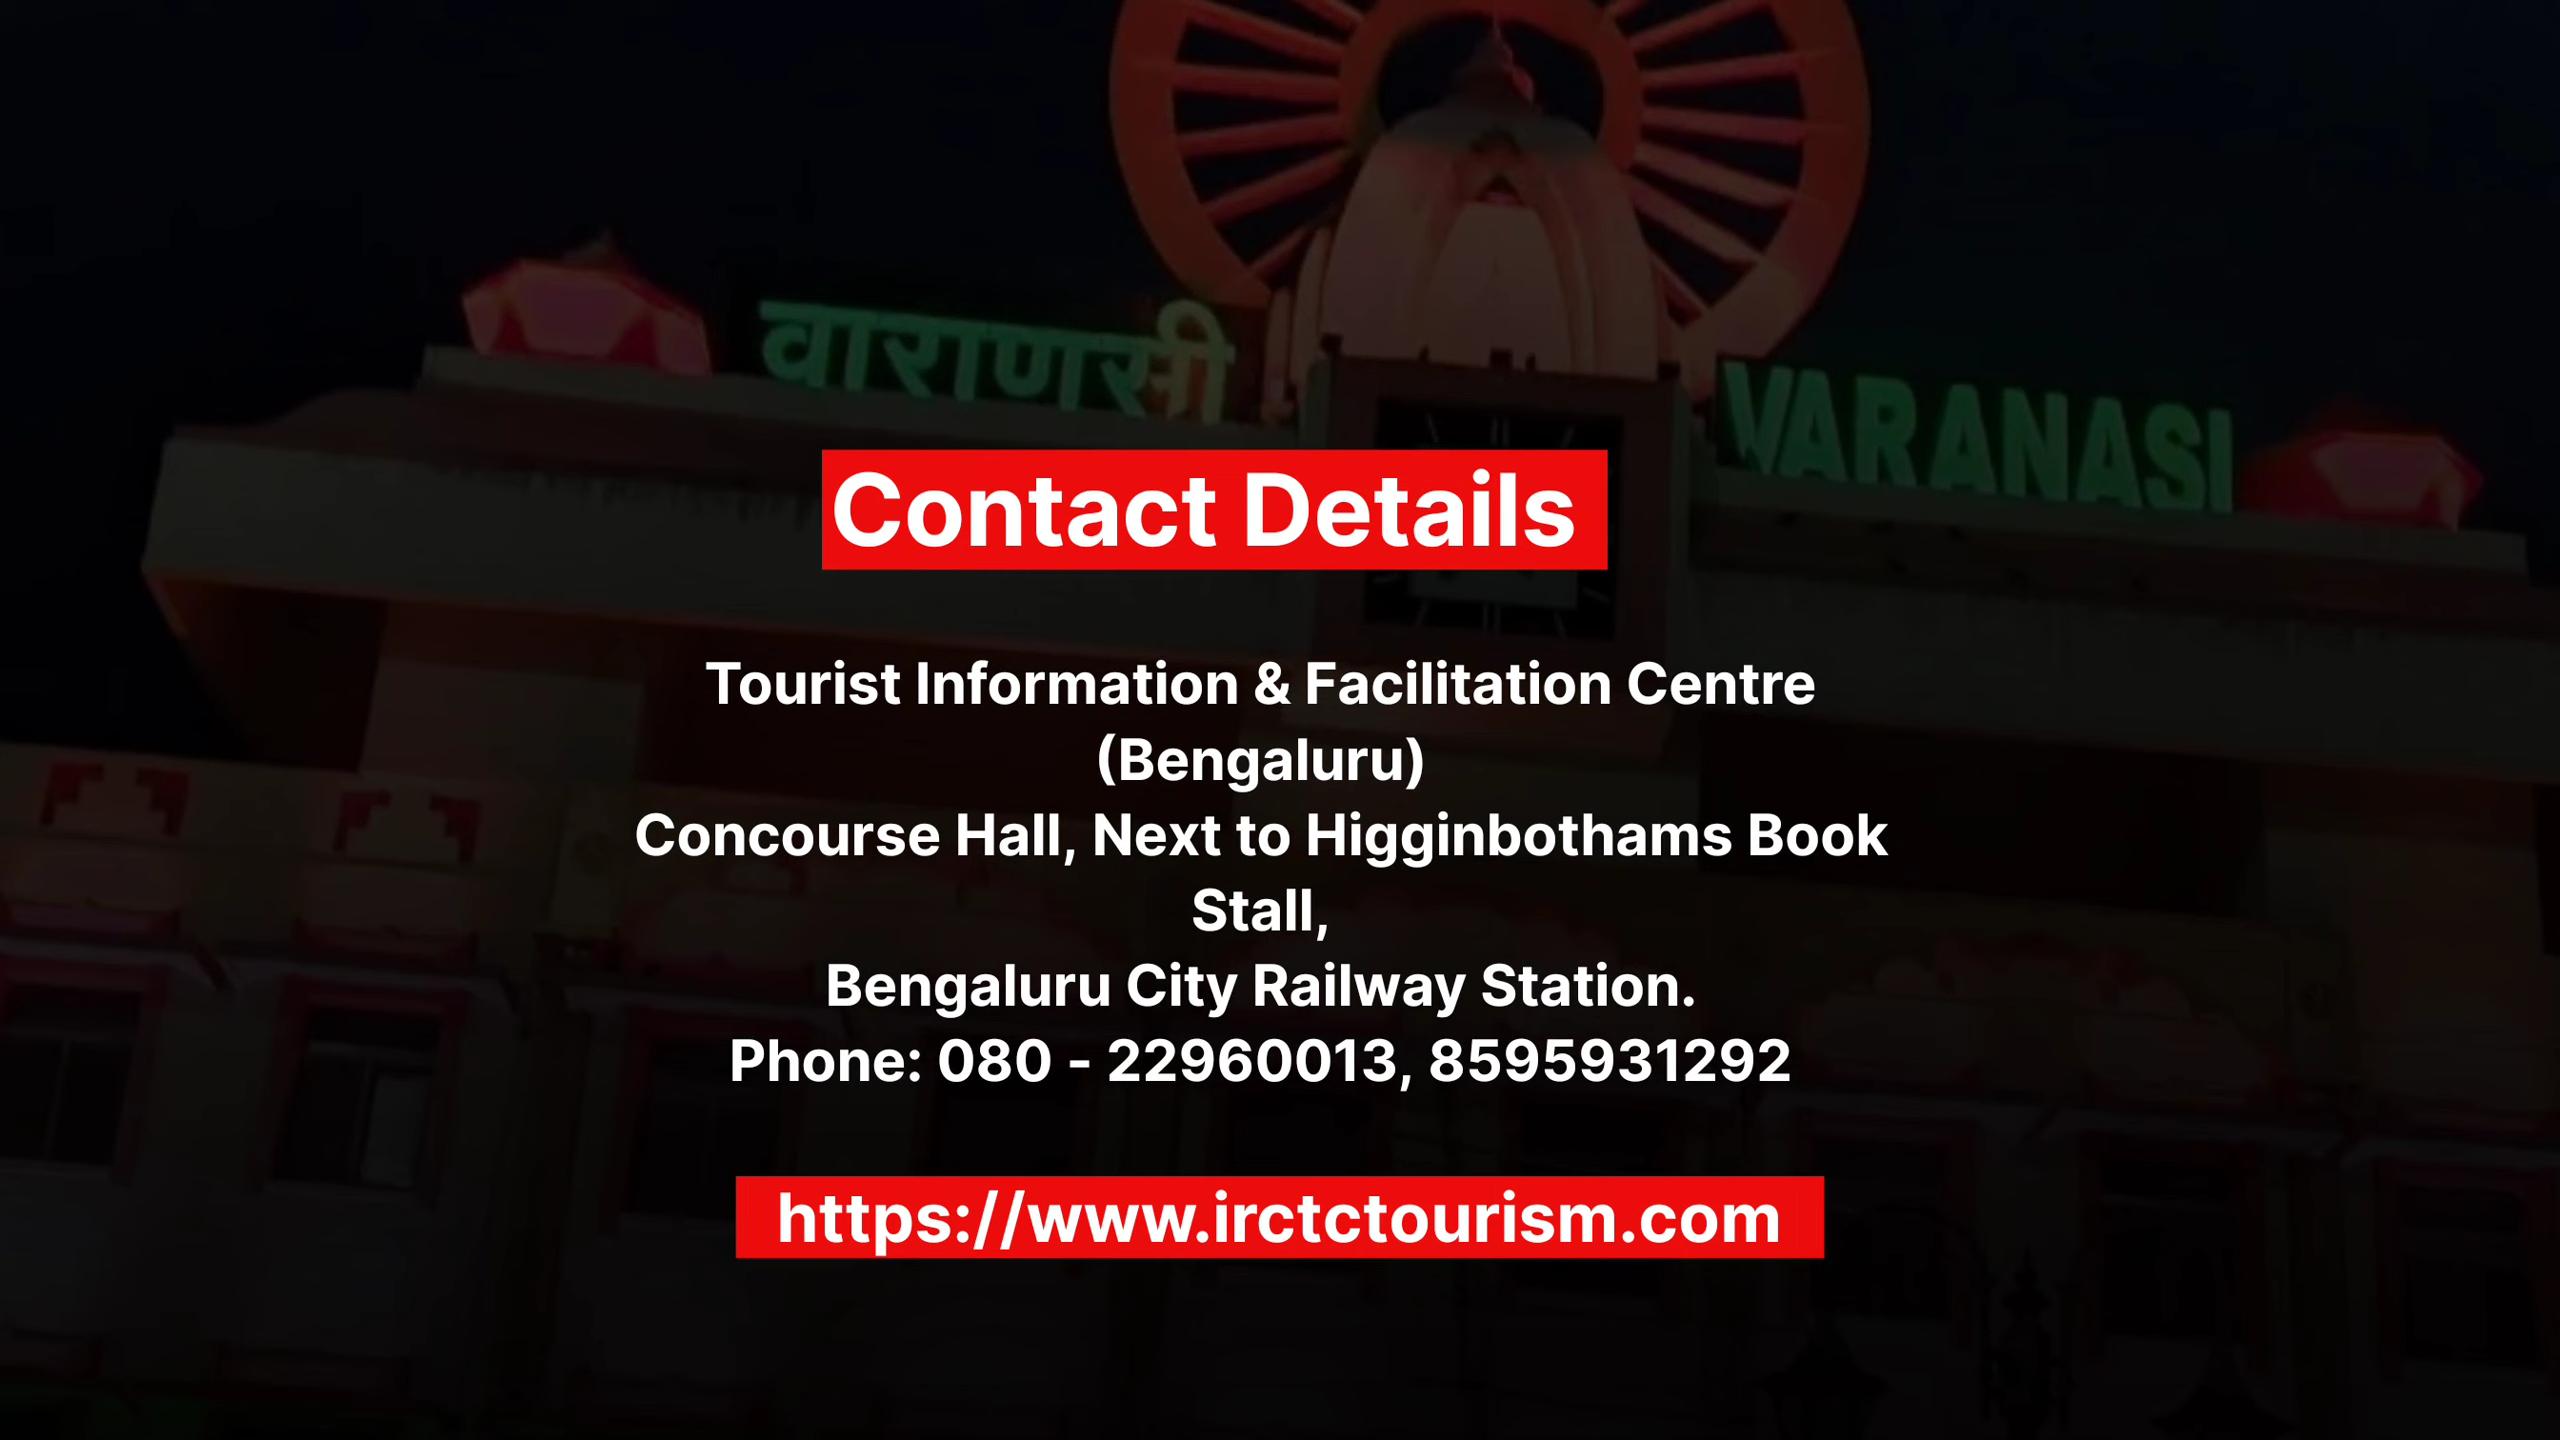 वाराणसी
VARANASI
Contact Details
Tourist Information & Facilitation Centre
(Bengaluru)
Concourse Hall, Next to Higginbothams Book
Stall,
Bengaluru City Railway Station.
Phone: 080 - 22960013, 8595931292
https://www.irctctourism.com